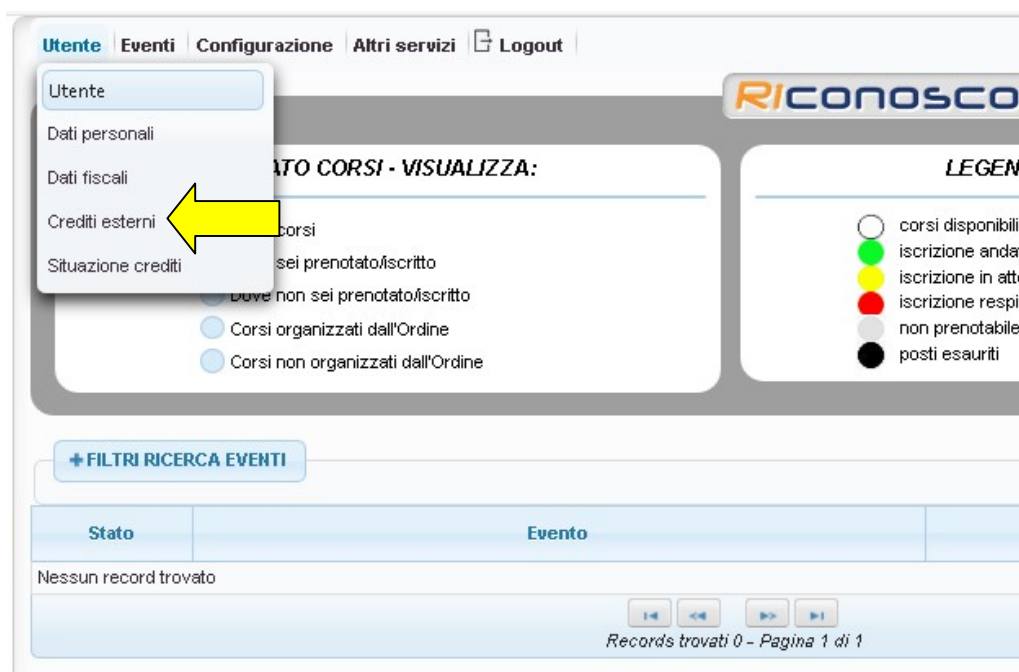 Utente Eventi Configurazione Altri servizi Logout
Utente
Dati personali
Dati fiscali
Crediti esterni
Situazione crediti
RICONOSCO
ATO CORSI - VISUALIZZA:
corsi
sei prenotato/iscritto
Dove non sei prenotato/iscritto
Corsi organizzati dall'Ordine
Corsi non organizzati dall'Ordine
LEGEN
corsi disponibili
iscrizione anda
iscrizione in att
iscrizione respi
non prenotabile
posti esauriti
+FILTRI RICERCA EVENTI
Stato Evento
Nessun record trovato
Records trovati 0 - Pagina 1 di 1